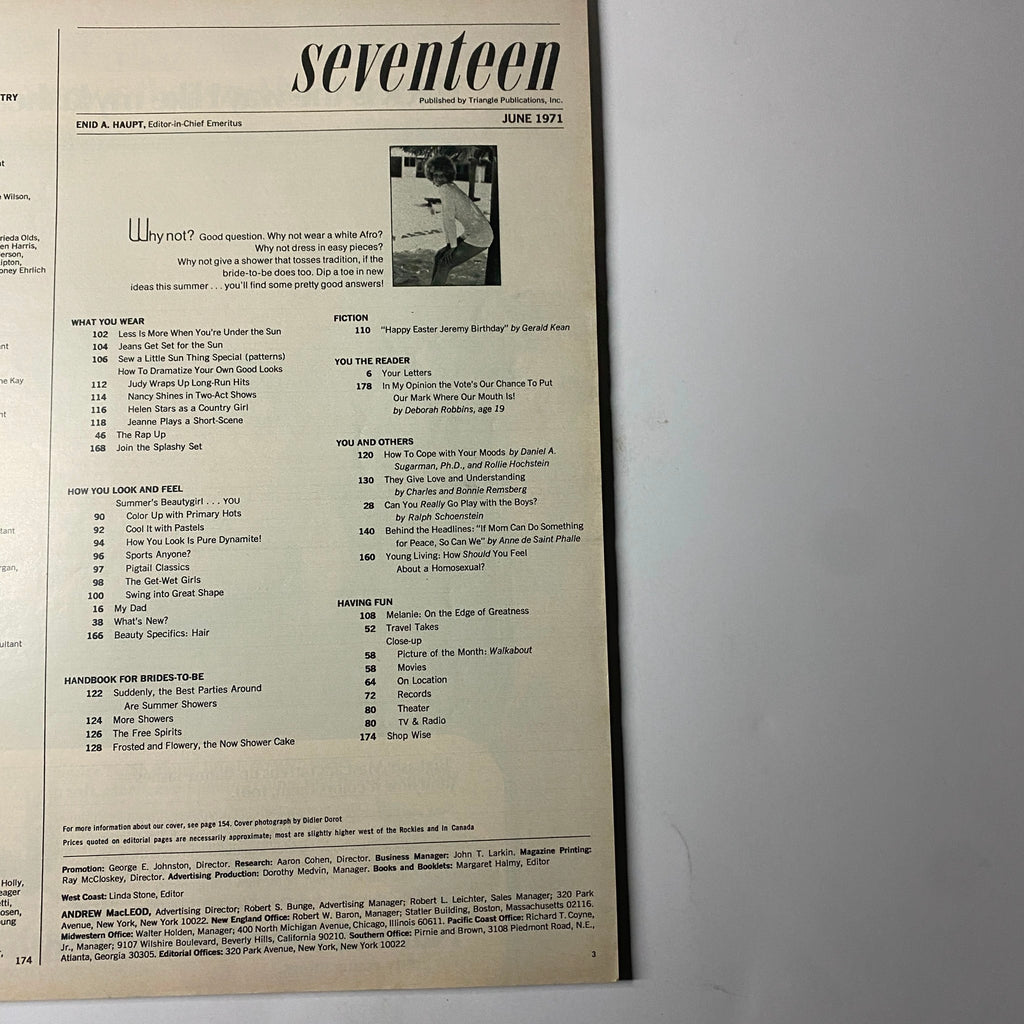 TRY
Wilson,
rieda Olds,
en Harris,
erson,
ipton,
oney Ehrlich
ne Kay
tant
rgan,
ultant
Holly,
eager
etti,
osen,
ung
174
seventeen
Published by Triangle Publications, Inc.
ENID A. HAUPT, Editor-in-Chief Emeritus
JUNE 1971
Why not? Good question. Why not wear a white Afro?
Why not dress in easy pieces?
Why not give a shower that tosses tradition, if the
bride-to-be does too. Dip a toe in new
ideas this summer . . . you'll find some pretty good answers!
WHAT YOU WEAR
102 Less Is More When You're Under the Sun
104 Jeans Get Set for the Sun
106 Sew a Little Sun Thing Special (patterns)
How To Dramatize Your Own Good Looks
112 Judy Wraps Up Long-Run Hits
114 Nancy Shines in Two-Act Shows
116 Helen Stars as a Country Girl
118 Jeanne Plays a Short-Scene
46 The Rap Up
168 Join the Splashy Set
HOW YOU LOOK AND FEEL
Summer's Beautygirl . . . YOU
90 Color Up with Primary Hots
92 Cool It with Pastels
94 How You Look Is Pure Dynamite!
96 Sports Anyone?
97 Pigtail Classics
98 The Get-Wet Girls
100 Swing into Great Shape
16 My Dad
38 What's New?
166 Beauty Specifics: Hair
HANDBOOK FOR BRIDES-TO-BE
122 Suddenly, the Best Parties Around
Are Summer Showers
124 More Showers
126 The Free Spirits
128 Frosted and Flowery, the Now Shower Cake
FICTION
110 "Happy Easter Jeremy Birthday" by Gerald Kean
YOU THE READER
6 Your Letters
178 In My Opinion the Vote's Our Chance To Put
Our Mark Where Our Mouth Is!
by Deborah Robbins, age 19
YOU AND OTHERS
120 How To Cope with Your Moods by Daniel A.
Sugarman, Ph.D., and Rollie Hochstein
130 They Give Love and Understanding
by Charles and Bonnie Remsberg
28 Can You Really Go Play with the Boys?
by Ralph Schoenstein
140 Behind the Headlines: "If Mom Can Do Something
for Peace, So Can We" by Anne de Saint Phalle
160 Young Living: How Should You Feel
About a Homosexual?
HAVING FUN
108 Melanie: On the Edge of Greatness
52 Travel Takes
Close-up
58 Picture of the Month: Walkabout
58 Movies
64 On Location
72 Records
80 Theater
80 TV & Radio
174 Shop Wise
For more information about our cover, see page 154. Cover photograph by Didier Dorot
Prices quoted on editorial pages are necessarily approximate; most are slightly higher west of the Rockies and in Canada
Promotion: George E. Johnston, Director. Research: Aaron Cohen, Director. Business Manager: John T. Larkin. Magazine Printing:
Ray McCloskey, Director. Advertising Production: Dorothy Medvin, Manager. Books and Booklets: Margaret Halmy, Editor
West Coast: Linda Stone, Editor
ANDREW MacLEOD, Advertising Director; Robert S. Bunge, Advertising Manager; Robert L. Leichter, Sales Manager; 320 Park
Avenue, New York, New York 10022. New England Office: Robert W. Baron, Manager; Statler Building, Boston, Massachusetts 02116.
Midwestern Office: Walter Holden, Manager; 400 North Michigan Avenue, Chicago, Illinois 60611. Pacific Coast Office: Richard T. Coyne,
Jr., Manager; 9107 Wilshire Boulevard, Beverly Hills, California 90210. Southern Office: Pirnie and Brown, 3108 Piedmont Road, N.E.,
Atlanta, Georgia 30305. Editorial Offices: 320 Park Avenue, New York, New York 10022
3